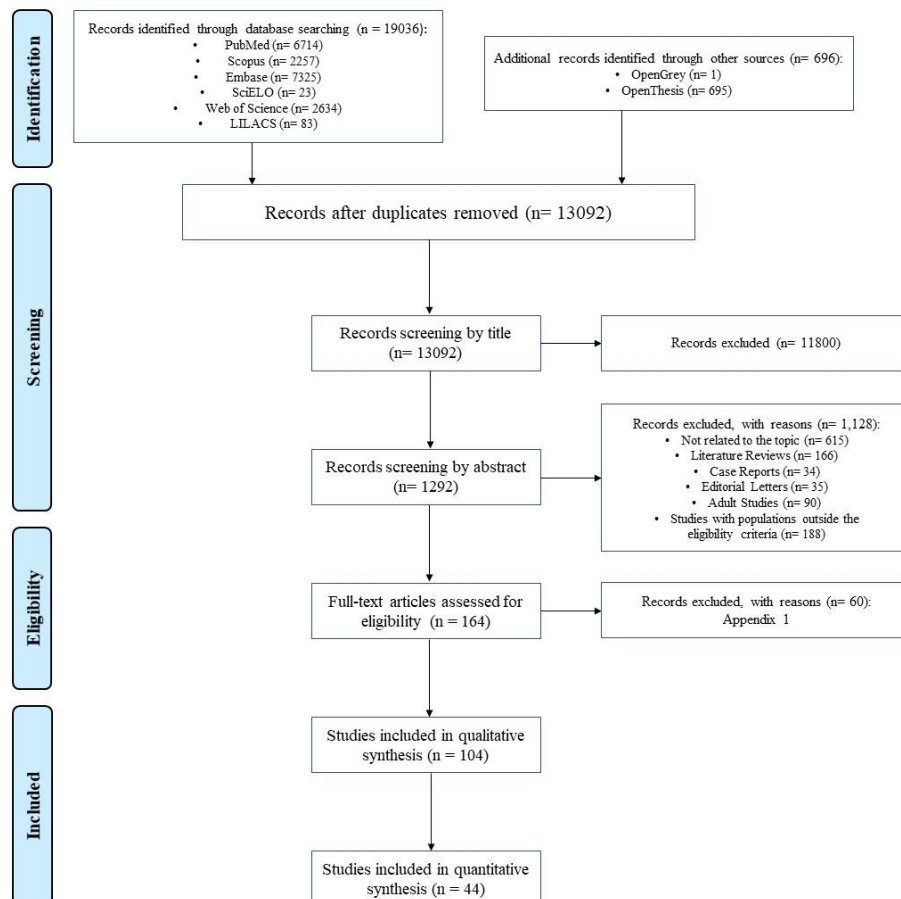 Identification
Records identified through database searching (n = 19036):
• PubMed (n= 6714)
• Scopus (n= 2257)
• Embase (n= 7325)
• SciELO (n= 23)
• Web of Science (n= 2634)
• LILACS (n= 83)
Additional records identified through other sources (n= 696):
• OpenGrey (n= 1)
• OpenThesis (n= 695)
Screening
Records after duplicates removed (n= 13092)
Records screening by title
(n= 13092)
Records excluded (n= 11800)
Records screening by abstract
(n= 1292)
Records excluded, with reasons (n= 1,128):
• Not related to the topic (n= 615)
• Literature Reviews (n= 166)
• Case Reports (n= 34)
• Editorial Letters (n= 35)
• Adult Studies (n= 90)
• Studies with populations outside the
eligibility criteria (n= 188)
Eligibility
Full-text articles assessed for
eligibility (n = 164)
Records excluded, with reasons (n= 60):
Appendix 1
Included
Studies included in qualitative
synthesis (n = 104)
Studies included in quantitative
synthesis (n = 44)